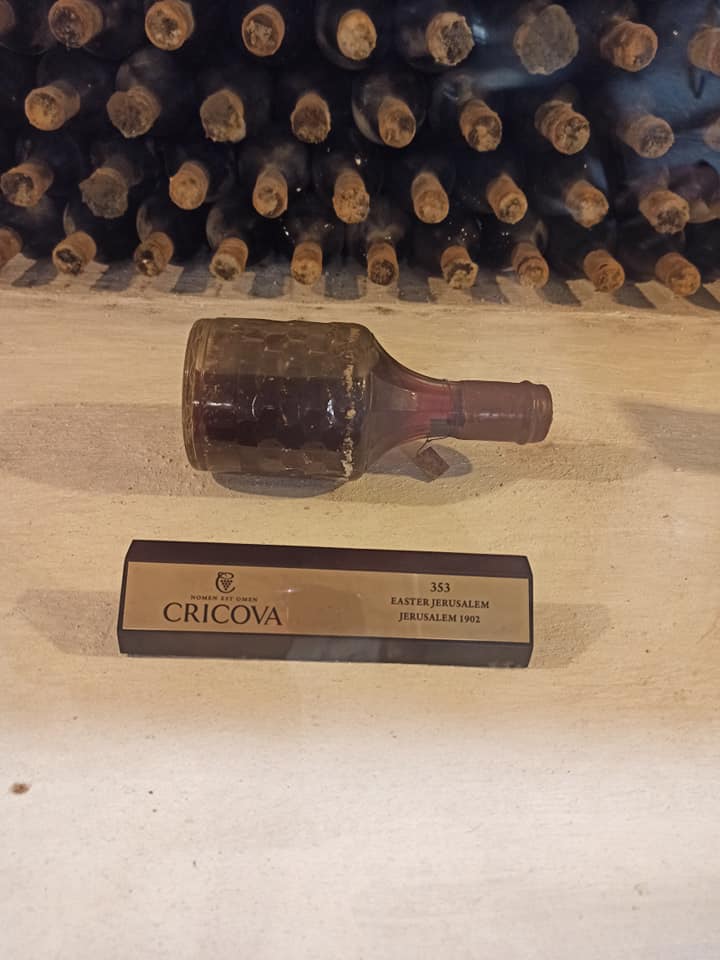 NOMEN EST OMEN
CRICOVA
353
EASTER JERUSALEM
JERUSALEM 1902